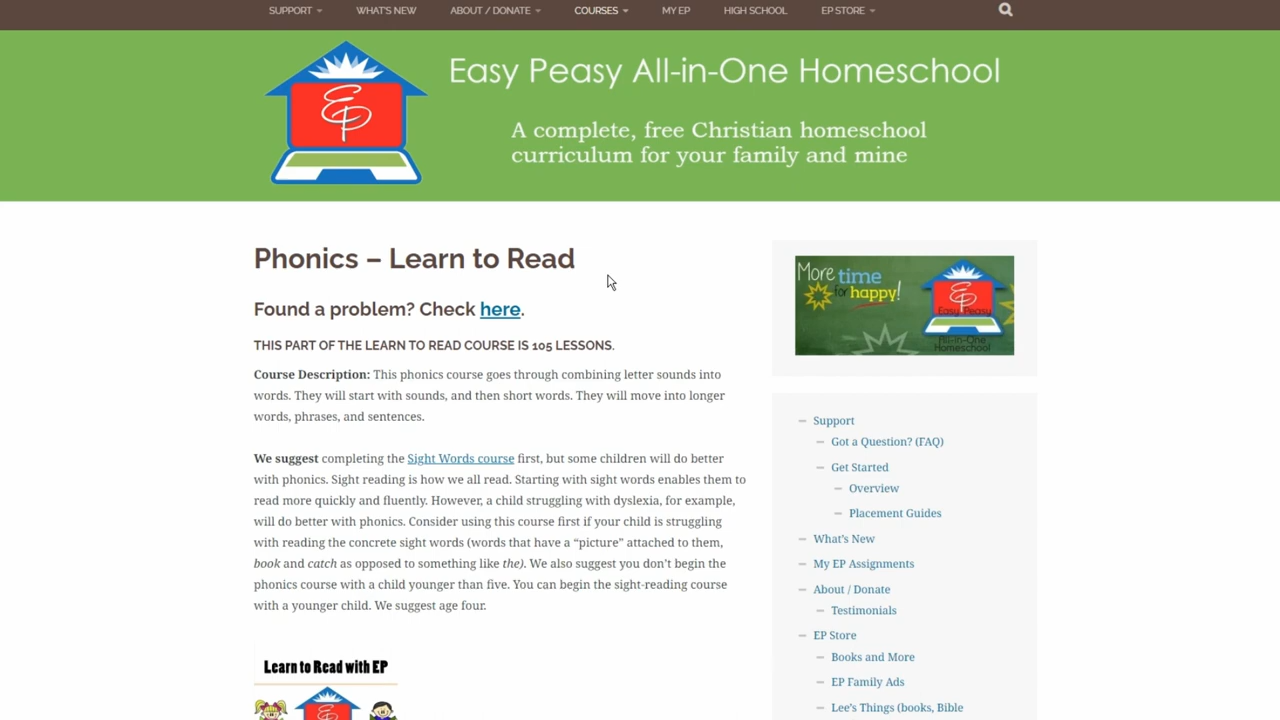 SUPPORT
WHAT'S NEW
ABOUT / DONATE
COURSES
MY EP
HIGH SCHOOL
EP STORE
EP
Easy Peasy All-in-One Homeschool
A complete, free Christian homeschool
curriculum for your family and mine
Phonics – Learn to Read
Found a problem? Check here.
THIS PART OF THE LEARN TO READ COURSE IS 105 LESSONS.
Course Description: This phonics course goes through combining letter sounds into
words. They will start with sounds, and then short words. They will move into longer
words, phrases, and sentences.
We suggest completing the Sight Words course first, but some children will do better
with phonics. Sight reading is how we all read. Starting with sight words enables them to
read more quickly and fluently. However, a child struggling with dyslexia, for example,
will do better with phonics. Consider using this course first if your child is struggling
with reading the concrete sight words (words that have a “picture” attached to them,
book and catch as opposed to something like the). We also suggest you don’t begin the
phonics course with a child younger than five. You can begin the sight-reading course
with a younger child. We suggest age four.
Learn to Read with EP
EP
More time
for happy!
EP
Easy Peasy
All-in-One
Homeschool
Support
Got a Question? (FAQ)
Get Started
Overview
Placement Guides
What’s New
My EP Assignments
About / Donate
Testimonials
EP Store
Books and More
EP Family Ads
Lee’s Things (books, Bible